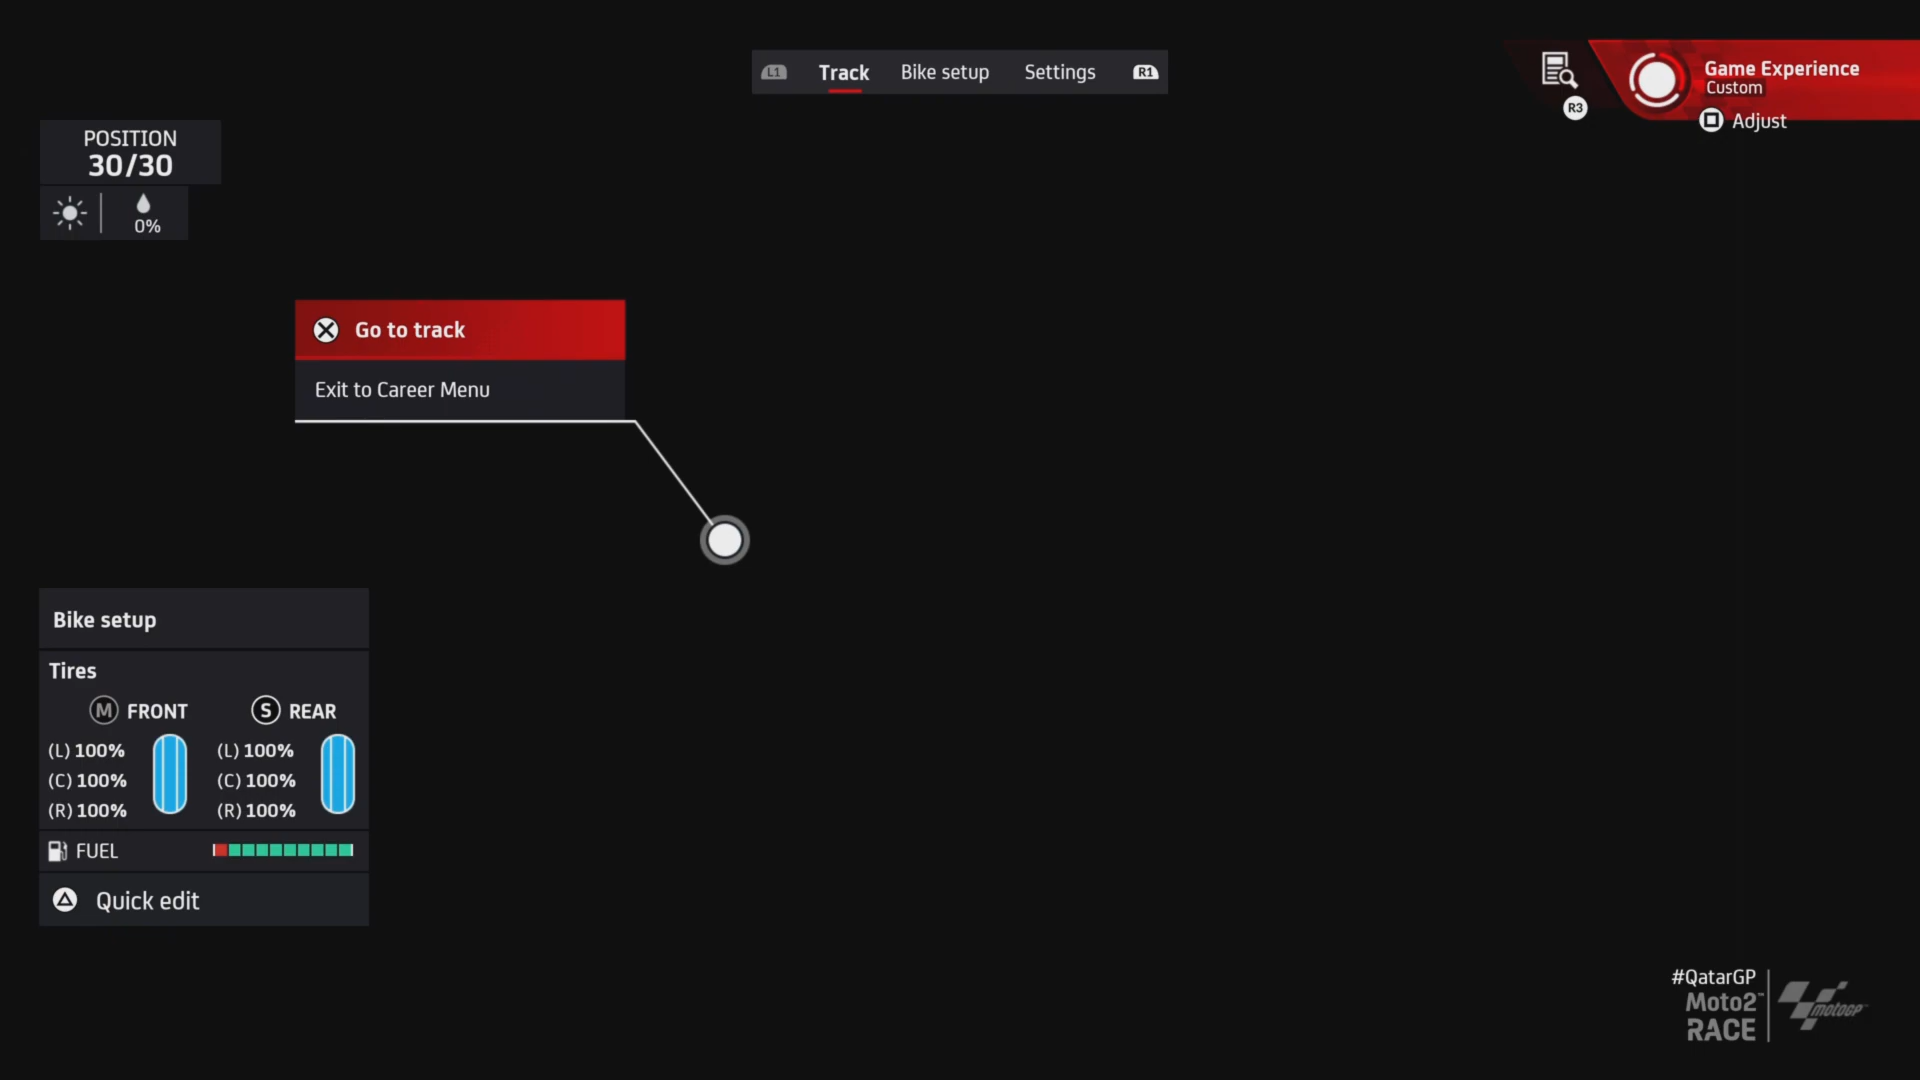 L1 Track Bike setup Settings R1
Game Experience
Custom
R3
Adjust
POSITION
30/30
0%
Go to track
Exit to Career Menu
Bike setup
Tires
M FRONT S REAR
(L) 100% (L) 100%
(C) 100% (C) 100%
(R) 100% (R) 100%
FUEL
Quick edit
#QatarGP
Moto2™
RACE
MotoGP™